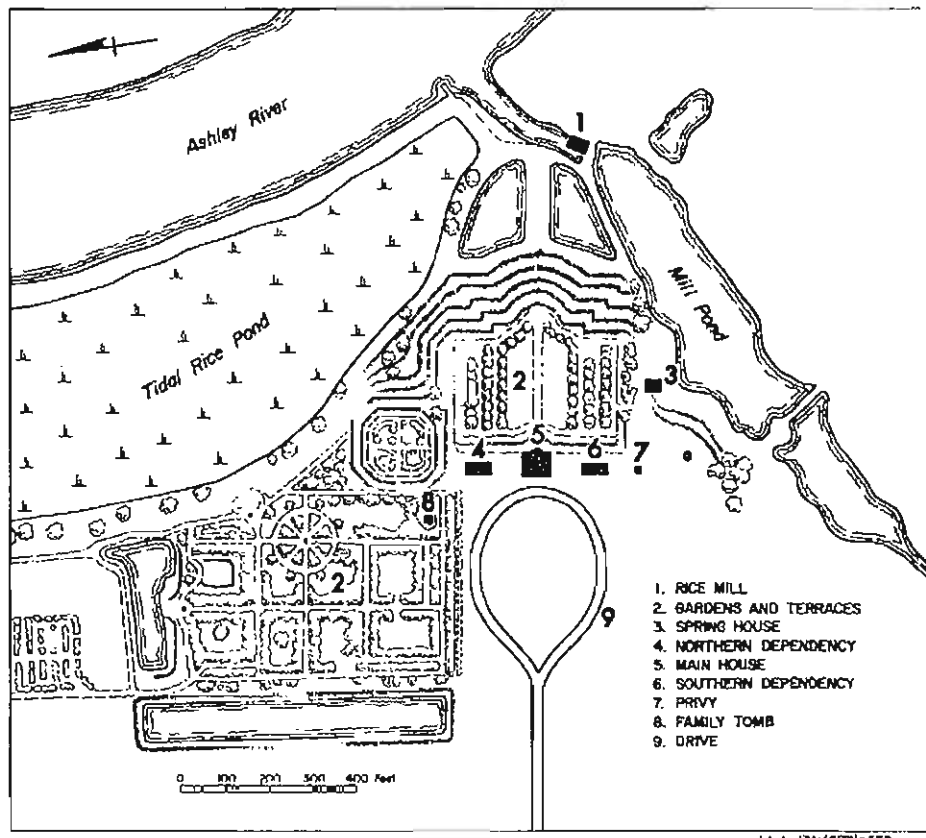 Ashley River
1
Tidal Rice Pond
Mill Pond
2
3
4
5
6
7
8
2
9
1. RICE MILL
2. GARDENS AND TERRACES
3. SPRING HOUSE
4. NORTHERN DEPENDENCY
5. MAIN HOUSE
6. SOUTHERN DEPENDENCY
7. PRIVY
8. FAMILY TOMB
9. DRIVE
0 100 200 300 400 Feet